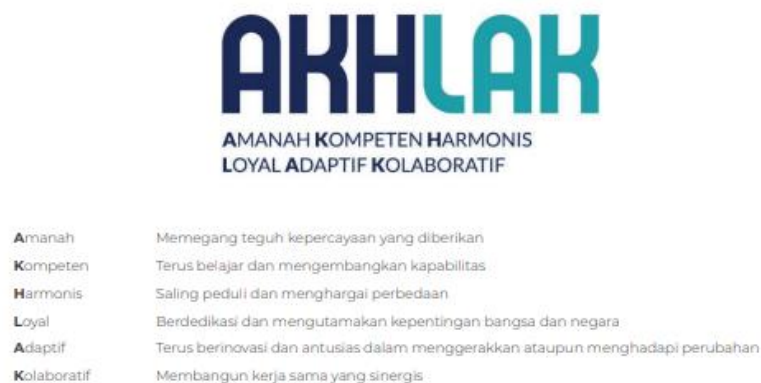 AKHLAK
AMANAH KOMPETEN HARMONIS
LOYAL ADAPTIF KOLABORATIF
Amanah Memegang teguh kepercayaan yang diberikan
Kompeten Terus belajar dan mengembangkan kapabilitas
Harmonis Saling peduli dan menghargai perbedaan
Loyal Berdedikasi dan mengutamakan kepentingan bangsa dan negara
Adaptif Terus berinovasi dan antusias dalam menggerakkan ataupun menghadapi perubahan
Kolaboratif Membangun kerja sama yang sinergis